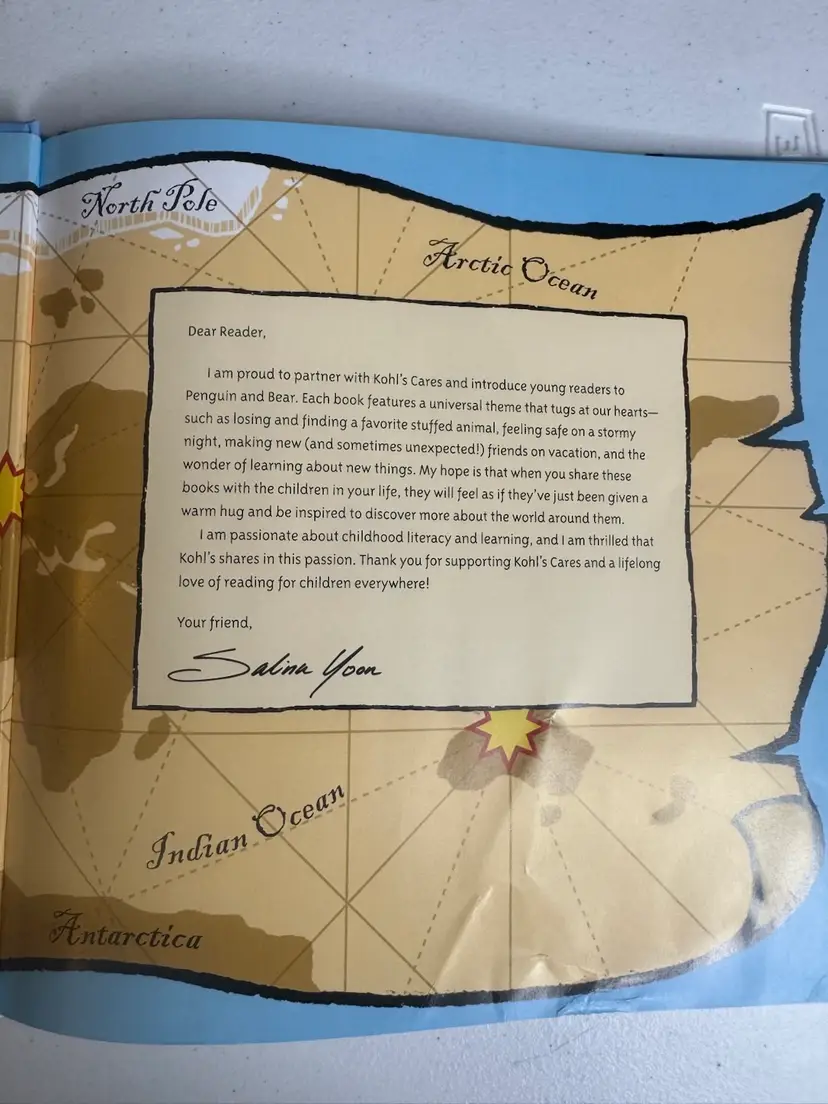 North Pole
Arctic Ocean
Dear Reader,
I am proud to partner with Kohl's Cares and introduce young readers to
Penguin and Bear. Each book features a universal theme that tugs at our hearts—
such as losing and finding a favorite stuffed animal, feeling safe on a stormy
night, making new (and sometimes unexpected!) friends on vacation, and the
wonder of learning about new things. My hope is that when you share these
books with the children in your life, they will feel as if they've just been given a
warm hug and be inspired to discover more about the world around them.
I am passionate about childhood literacy and learning, and I am thrilled that
Kohl's shares in this passion. Thank you for supporting Kohl's Cares and a lifelong
love of reading for children everywhere!
Your friend,
Salina Yoon
Indian Ocean
Antarctica